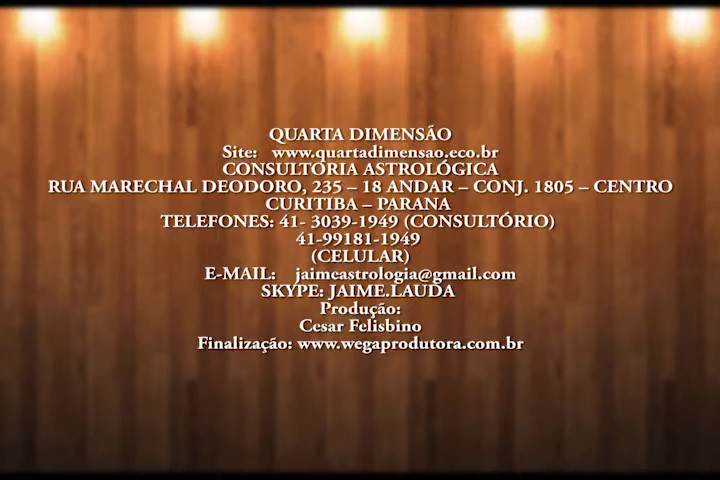 QUARTA DIMENSÃO
Site: www.quartadimensao.eco.br
CONSULTORIA ASTROLÓGICA
RUA MARECHAL DEODORO, 235 – 18 ANDAR – CONJ. 1805 – CENTRO
CURITIBA – PARANA
TELEFONES: 41- 3039-1949 (CONSULTÓRIO)
41-99181-1949
(CELULAR)
E-MAIL: jaimeastrologia@gmail.com
SKYPE: JAIME.LAUDA
Produção:
Cesar Felisbino
Finalização: www.wegaprodutora.com.br